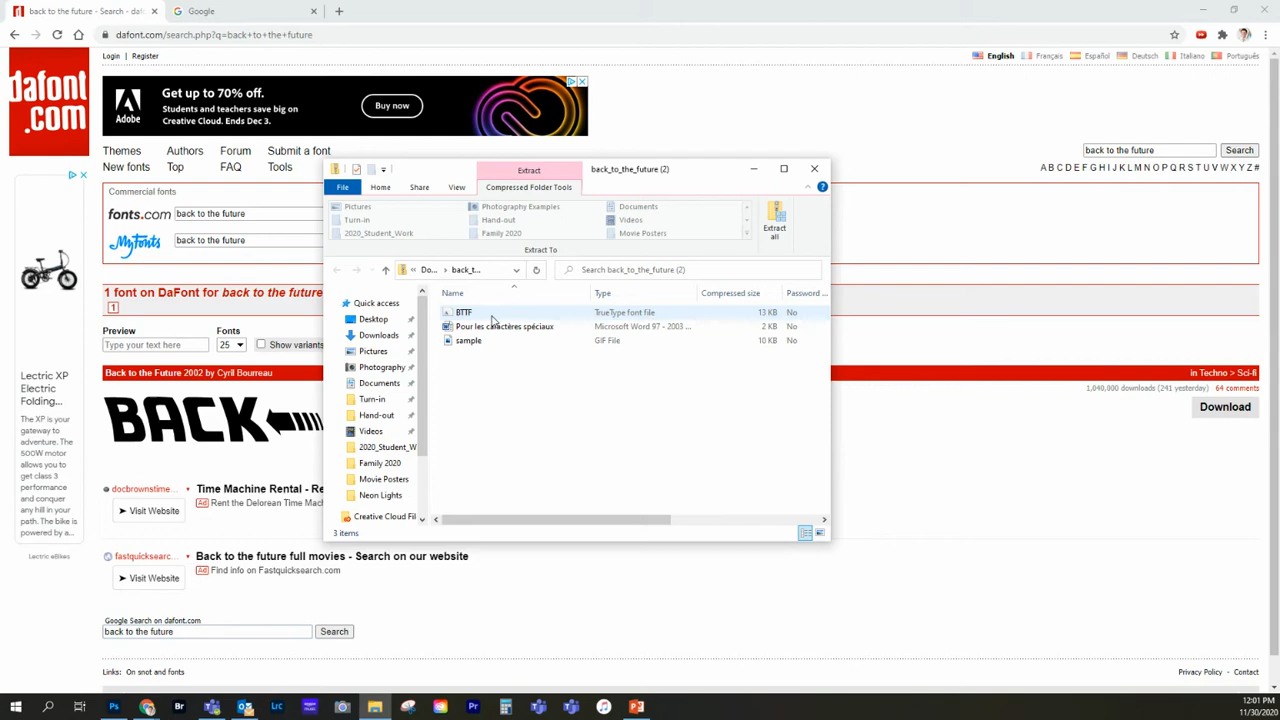 back to the future - search | da
Google
dafont.com/search.php?q=back+to+the+future
Login | Register
English Français Español Deutsch Italiano Português
dafont
.com
Adobe
Get up to 70% off.
Students and teachers save big on
Creative Cloud. Ends Dec 3.
Buy now
Themes Authors Forum Submit a font
New fonts Top FAQ Tools
back to the future Search
A B C D E F G H I J K L M N O P Q R S T U V W X Y Z #
Commercial fonts
fonts.com back to the future
MyFonts back to the future
1 font on DaFont for back to the future
1
Preview Fonts
Type your text here 25 Show variants
Back to the Future 2002 by Cyril Bourreau in Techno > Sci-fi
1,040,000 downloads (241 yesterday) 64 comments
Download
BACK
docbrownstime... Time Machine Rental - Re
Ad Rent the Delorean Time Mach
Visit Website
fastquicksearc... Back to the future full movies - Search on our website
Ad Find info on Fastquicksearch.com
Visit Website
Google Search on dafont.com
back to the future Search
Links: On snot and fonts
Privacy Policy - Contact
Lectric XP
Electric
Folding...
The XP is your
gateway to
adventure. The
500W motor
allows you to
get class 3
performance and
conquer any hill
in your path.
The bike is
powered by a...
Lectric eBikes
Extract back_to_the_future (2)
File Home Share View Compressed Folder Tools
Pictures Photography Examples Documents
Turn-in Hand-out Videos
2020_Student_Work Family 2020 Movie Posters
Extract
all
Extract To
Do... back_t... Search back_to_the_future (2)
Name Type Compressed size Password ...
BTTF TrueType font file 13 KB No
Pour les caractères spéciaux Microsoft Word 97 - 2003 ... 2 KB No
sample GIF File 10 KB No
Quick access
Desktop
Downloads
Pictures
Photography
Documents
Turn-in
Hand-out
Videos
2020_Student_W
Family 2020
Movie Posters
Neon Lights
Creative Cloud Fil
3 items
12:01 PM
11/30/2020